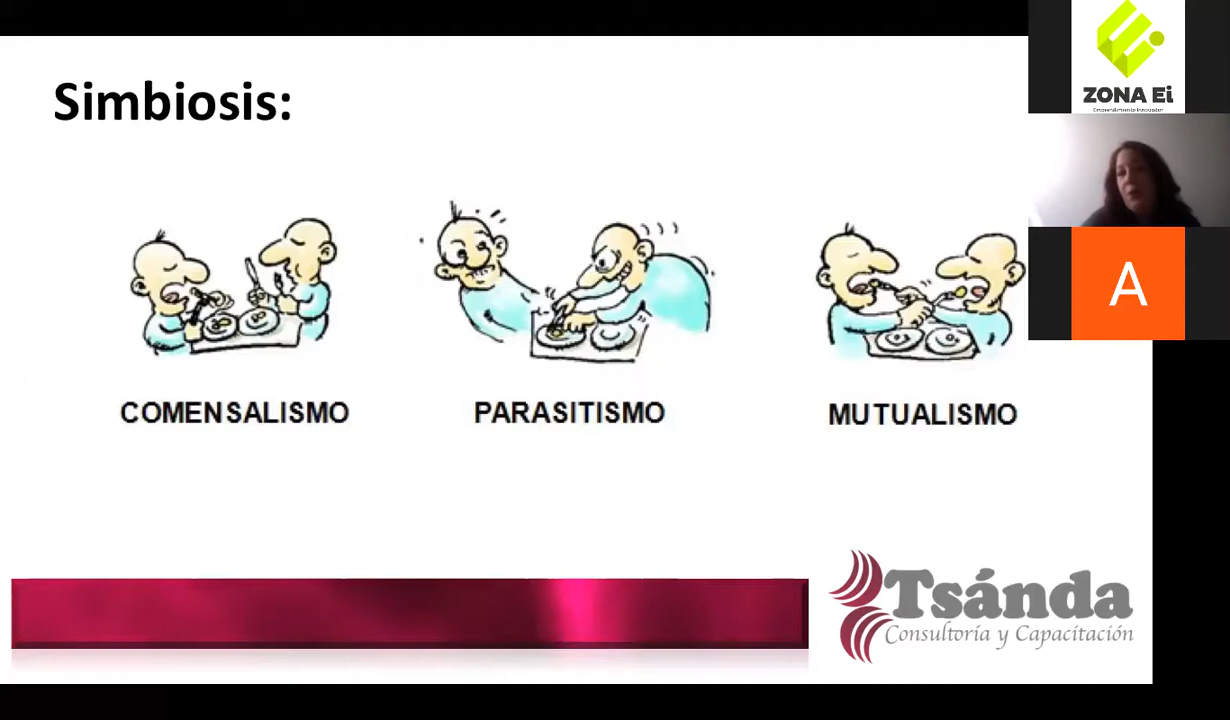 Simbiosis:
COMENSALISMO
PARASITISMO
MUTUALISMO
ZONA Ei
A
Tsánda
Consultoría y Capacitación